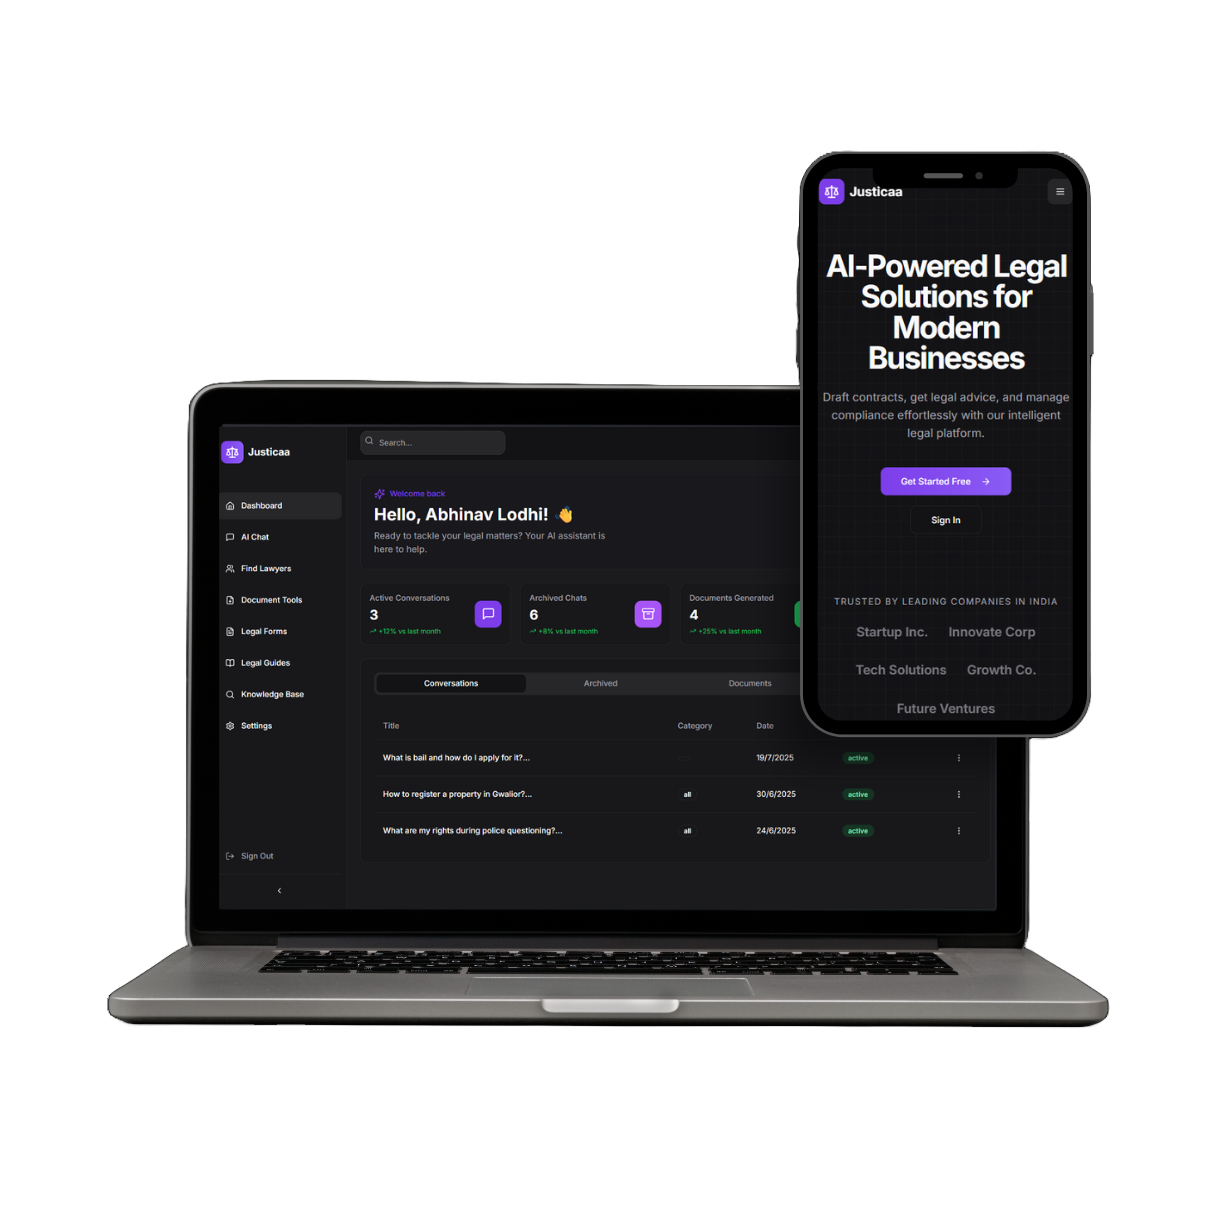 Justicaa
AI-Powered Legal
Solutions for
Modern
Businesses
Draft contracts, get legal advice, and manage
compliance effortlessly with our intelligent
legal platform.
Get Started Free
Sign In
TRUSTED BY LEADING COMPANIES IN INDIA
Startup Inc. Innovate Corp
Tech Solutions Growth Co.
Future Ventures
Justicaa
Dashboard
AI Chat
Find Lawyers
Document Tools
Legal Forms
Legal Guides
Knowledge Base
Settings
Sign Out
Search...
Welcome back
Hello, Abhinav Lodhi! 👋
Ready to tackle your legal matters? Your AI assistant is
here to help.
Active Conversations
3
+12% vs last month
Archived Chats
6
+8% vs last month
Documents Generated
4
+25% vs last month
Conversations Archived Documents
Title Category Date
What is bail and how do I apply for it?... 19/7/2025 active
How to register a property in Gwalior?... all 30/6/2025 active
What are my rights during police questioning?... all 24/6/2025 active